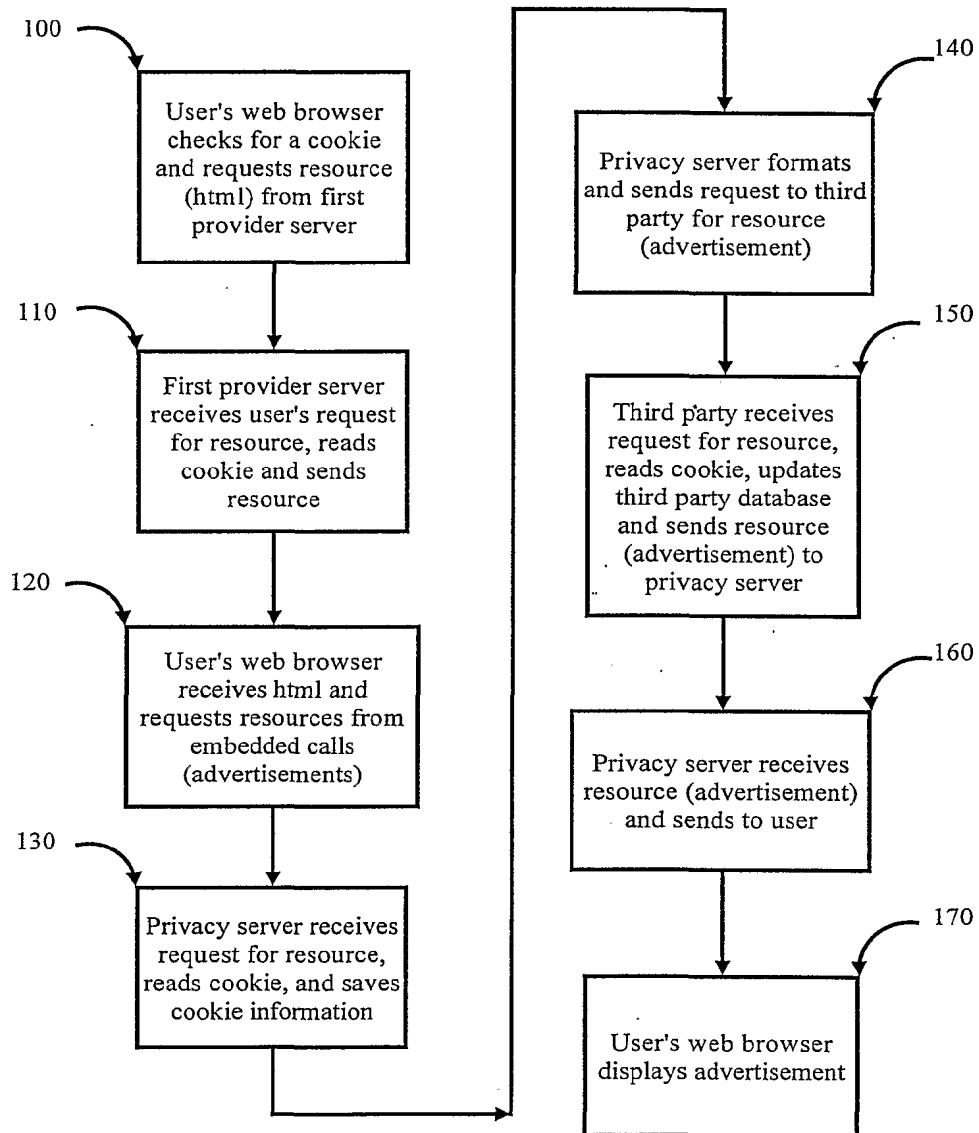 100
User's web browser
checks for a cookie
and requests resource
(html) from first
provider server
110
First provider server
receives user's request
for resource, reads
cookie and sends
resource
120
User's web browser
receives html and
requests resources from
embedded calls
(advertisements)
130
Privacy server receives
request for resource,
reads cookie, and saves
cookie information
140
Privacy server formats
and sends request to third
party for resource
(advertisement)
150
Third party receives
request for resource,
reads cookie, updates
third party database
and sends resource
(advertisement) to
privacy server
160
Privacy server receives
resource (advertisement)
and sends to user
170
User's web browser
displays advertisement